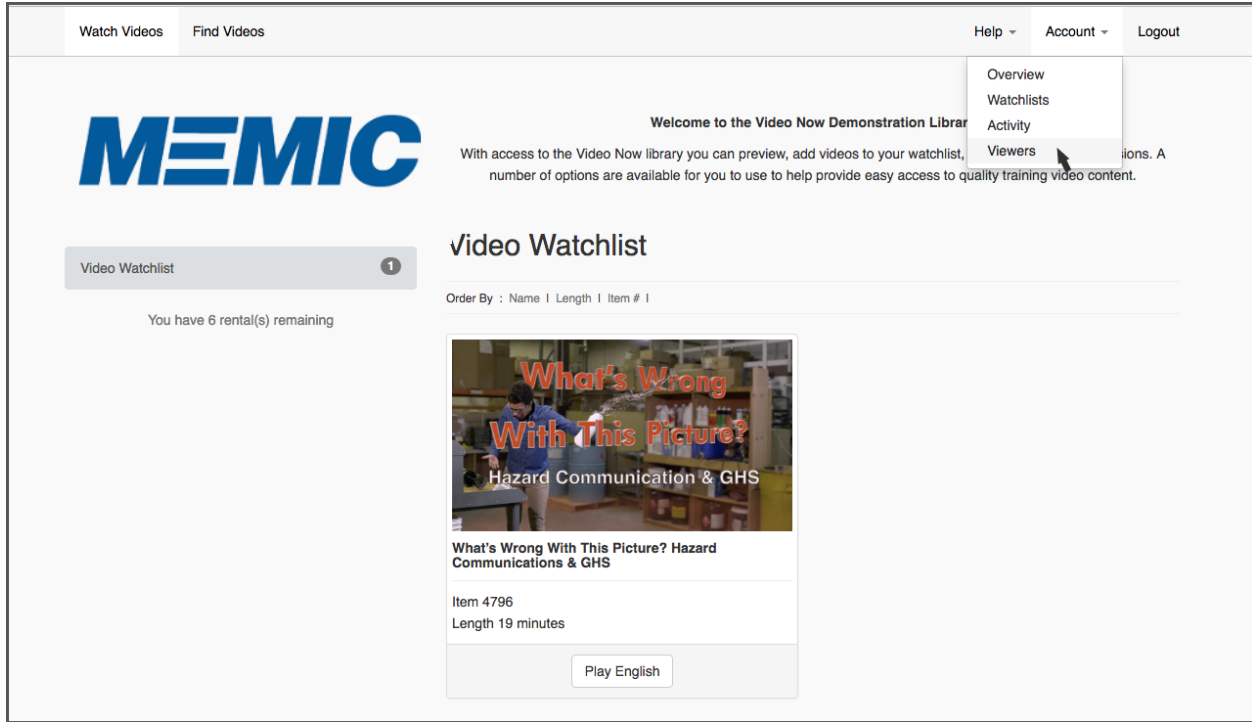 Watch Videos Find Videos Help Account Logout
Overview
Watchlists
Activity
Viewers
MEMIC
Welcome to the Video Now Demonstration Librar
With access to the Video Now library you can preview, add videos to your watchlist, ions. A
number of options are available for you to use to help provide easy access to quality training video content.
Video Watchlist 1
You have 6 rental(s) remaining
Video Watchlist
Order By : Name | Length | Item # |
What's Wrong
With This Picture?
Hazard Communication & GHS
What's Wrong With This Picture? Hazard
Communications & GHS
Item 4796
Length 19 minutes
Play English